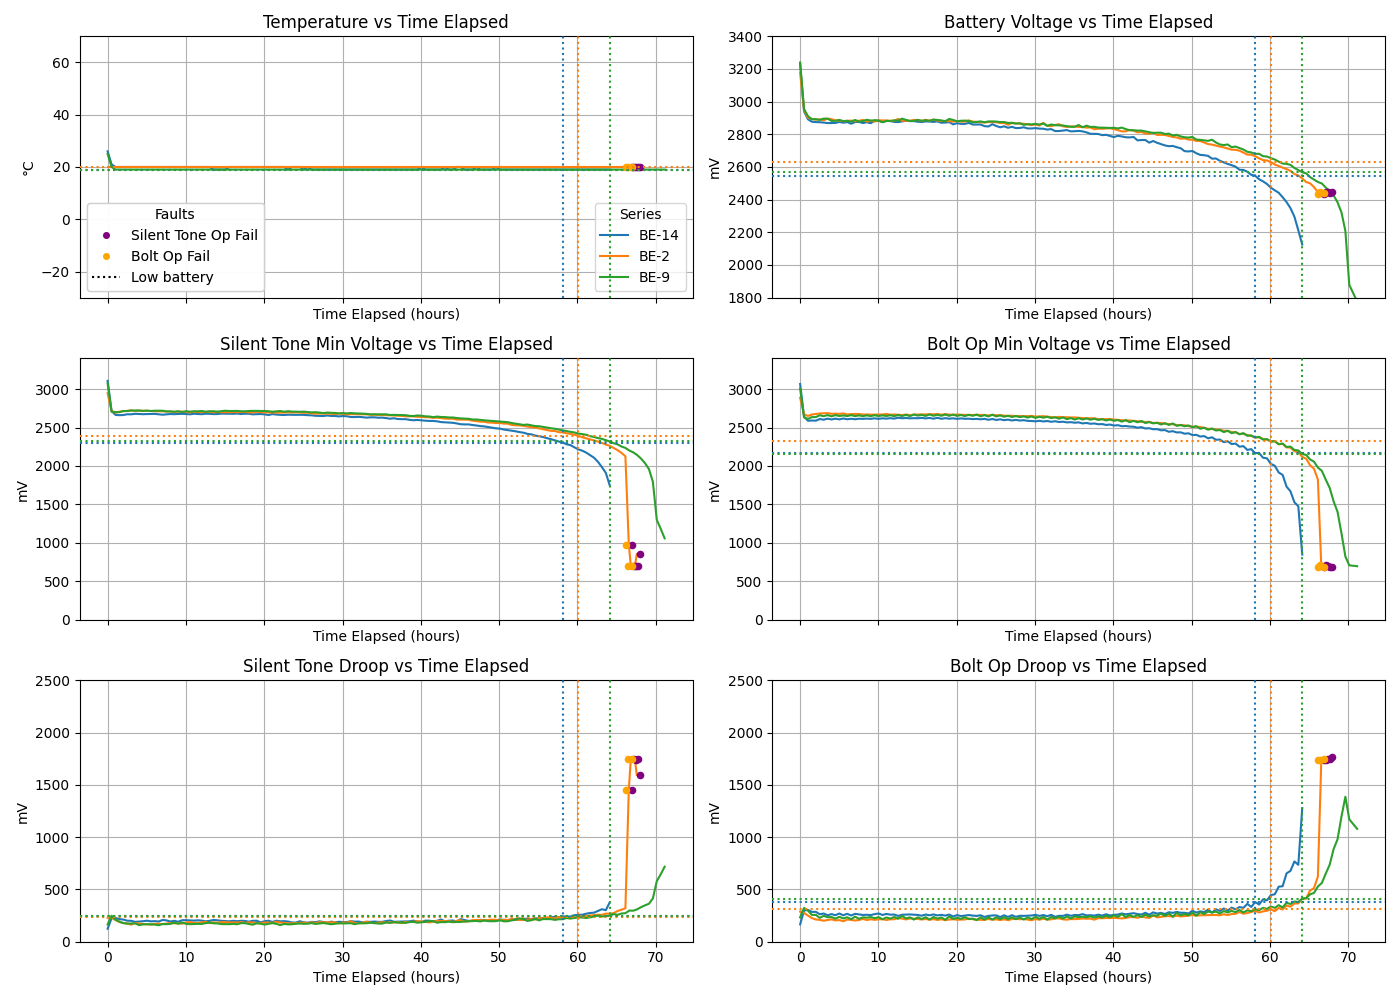 Temperature vs Time Elapsed
60
40
20
0
−20
°C
Faults
Silent Tone Op Fail
Bolt Op Fail
Low battery
Series
BE-14
BE-2
BE-9
Time Elapsed (hours)
Battery Voltage vs Time Elapsed
3400
3200
3000
2800
2600
2400
2200
2000
1800
mV
Time Elapsed (hours)
Silent Tone Min Voltage vs Time Elapsed
3000
2500
2000
1500
1000
500
0
mV
Time Elapsed (hours)
Bolt Op Min Voltage vs Time Elapsed
3000
2500
2000
1500
1000
500
0
mV
Time Elapsed (hours)
Silent Tone Droop vs Time Elapsed
2500
2000
1500
1000
500
0
mV
0 10 20 30 40 50 60 70
Time Elapsed (hours)
Bolt Op Droop vs Time Elapsed
2500
2000
1500
1000
500
0
mV
0 10 20 30 40 50 60 70
Time Elapsed (hours)